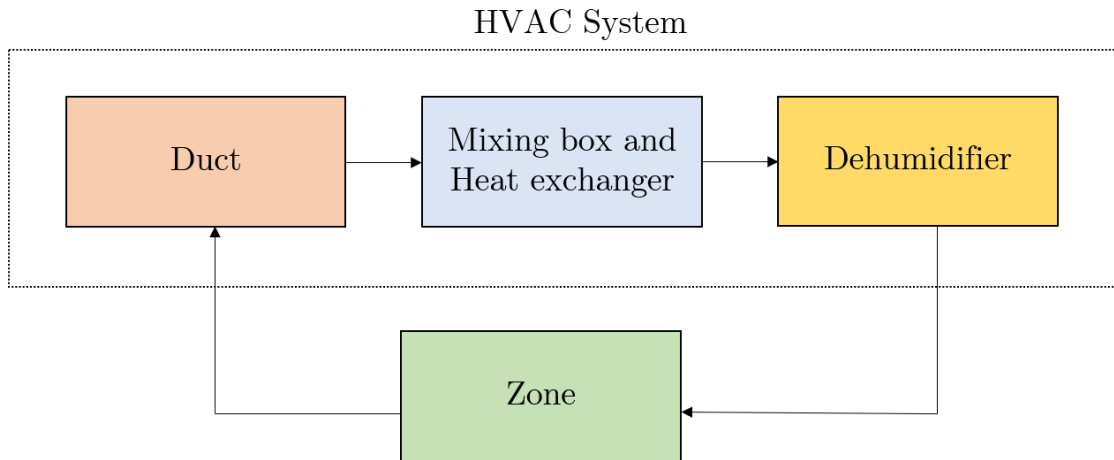 HVAC System
Duct
Mixing box and
Heat exchanger
Dehumidifier
Zone